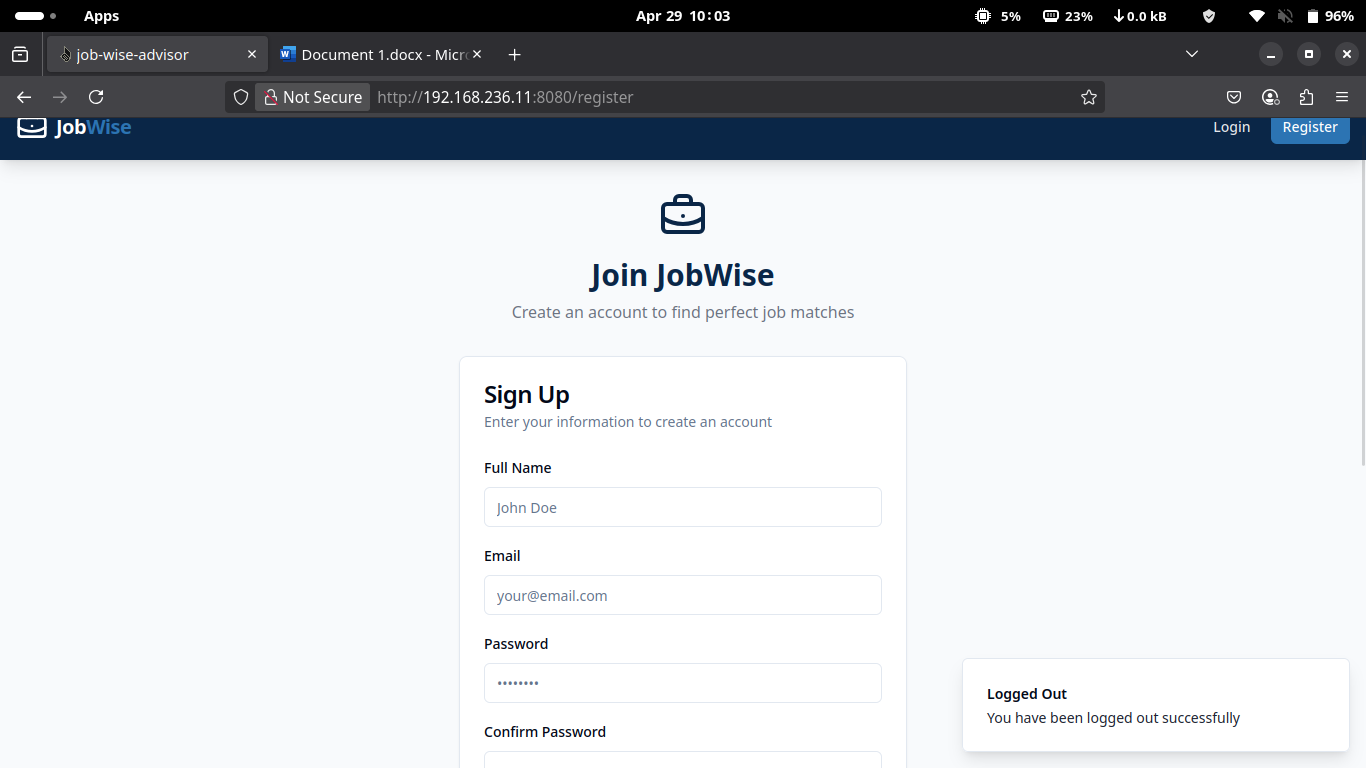 Apps
Apr 29 10:03
5%
23%
0.0 kB
96%
job-wise-advisor
Document 1.docx - Micr
Not Secure
http://192.168.236.11:8080/register
JobWise
Login
Register
Join JobWise
Create an account to find perfect job matches
Sign Up
Enter your information to create an account
Full Name
John Doe
Email
your@email.com
Password
••••••••
Confirm Password
Logged Out
You have been logged out successfully